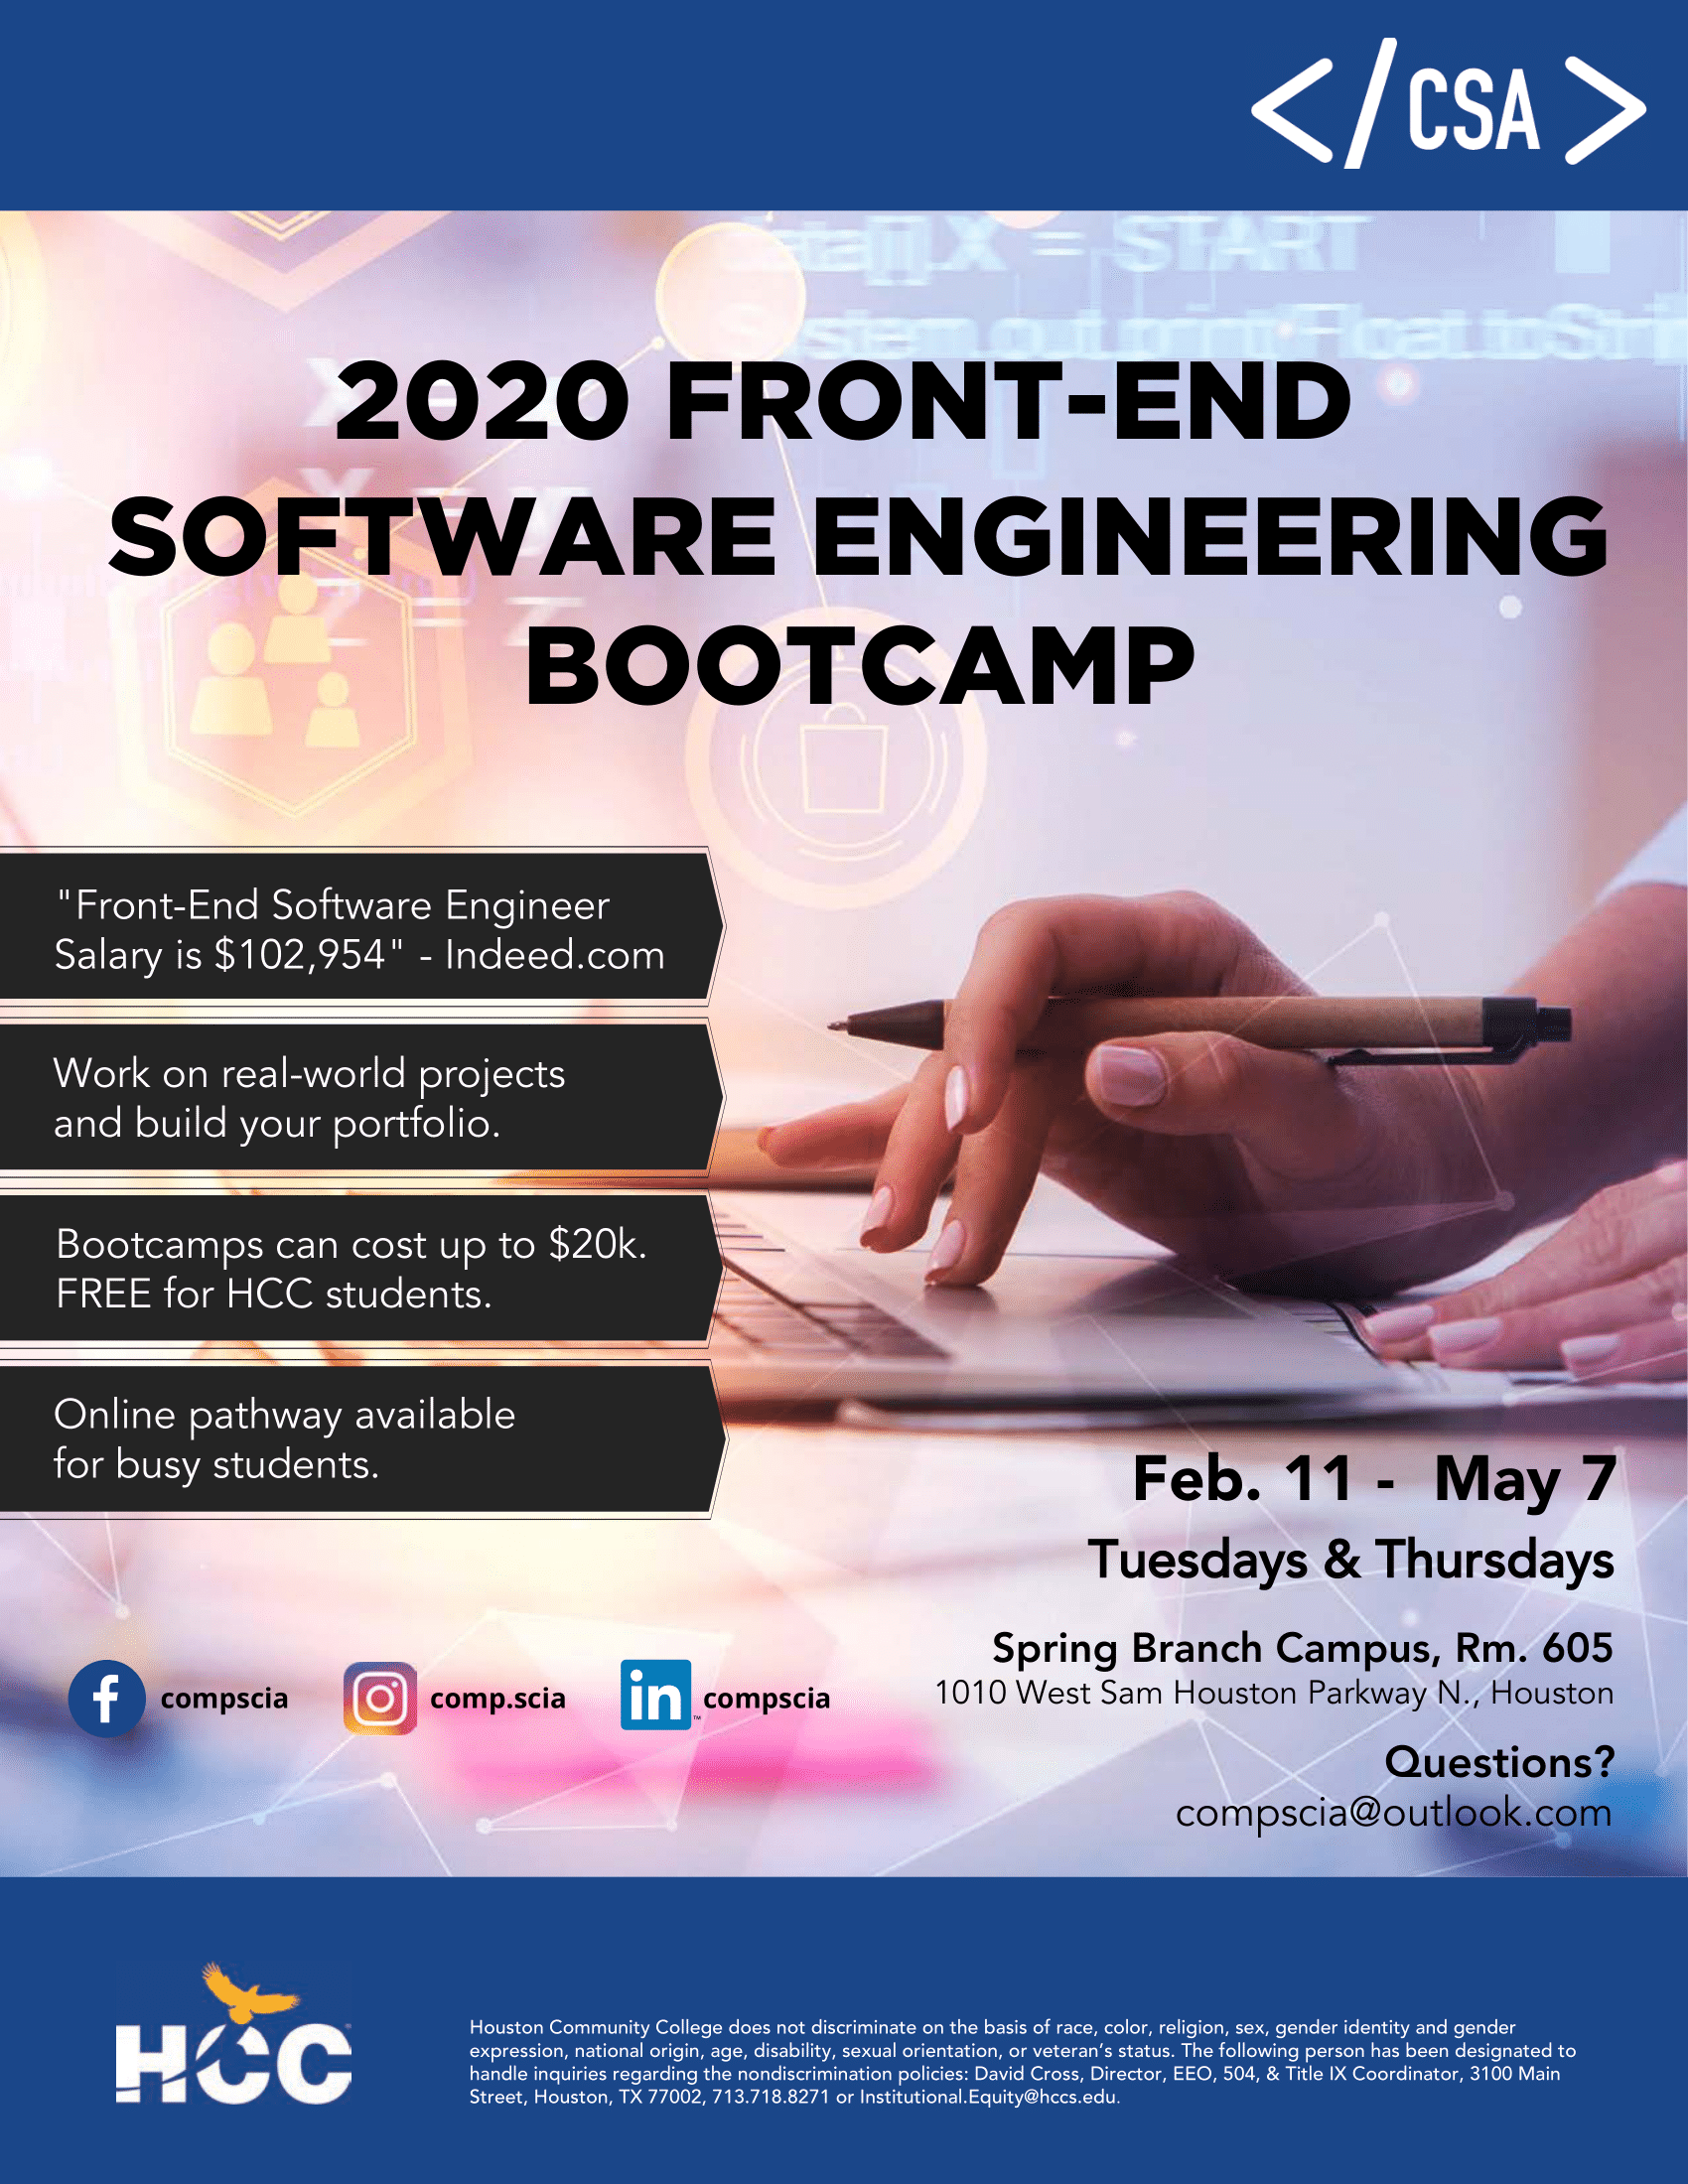 </CSA>
X = START
2020 FRONT-END
SOFTWARE ENGINEERING
BOOTCAMP
"Front-End Software Engineer
Salary is $102,954" - Indeed.com
Work on real-world projects
and build your portfolio.
Bootcamps can cost up to $20k.
FREE for HCC students.
Online pathway available
for busy students.
Feb. 11 - May 7
Tuesdays & Thursdays
Spring Branch Campus, Rm. 605
1010 West Sam Houston Parkway N., Houston
compscia comp.scia compscia
Questions?
compscia@outlook.com
HCC
Houston Community College does not discriminate on the basis of race, color, religion, sex, gender identity and gender
expression, national origin, age, disability, sexual orientation, or veteran's status. The following person has been designated to
handle inquiries regarding the nondiscrimination policies: David Cross, Director, EEO, 504, & Title IX Coordinator, 3100 Main
Street, Houston, TX 77002, 713.718.8271 or Institutional.Equity@hccs.edu.